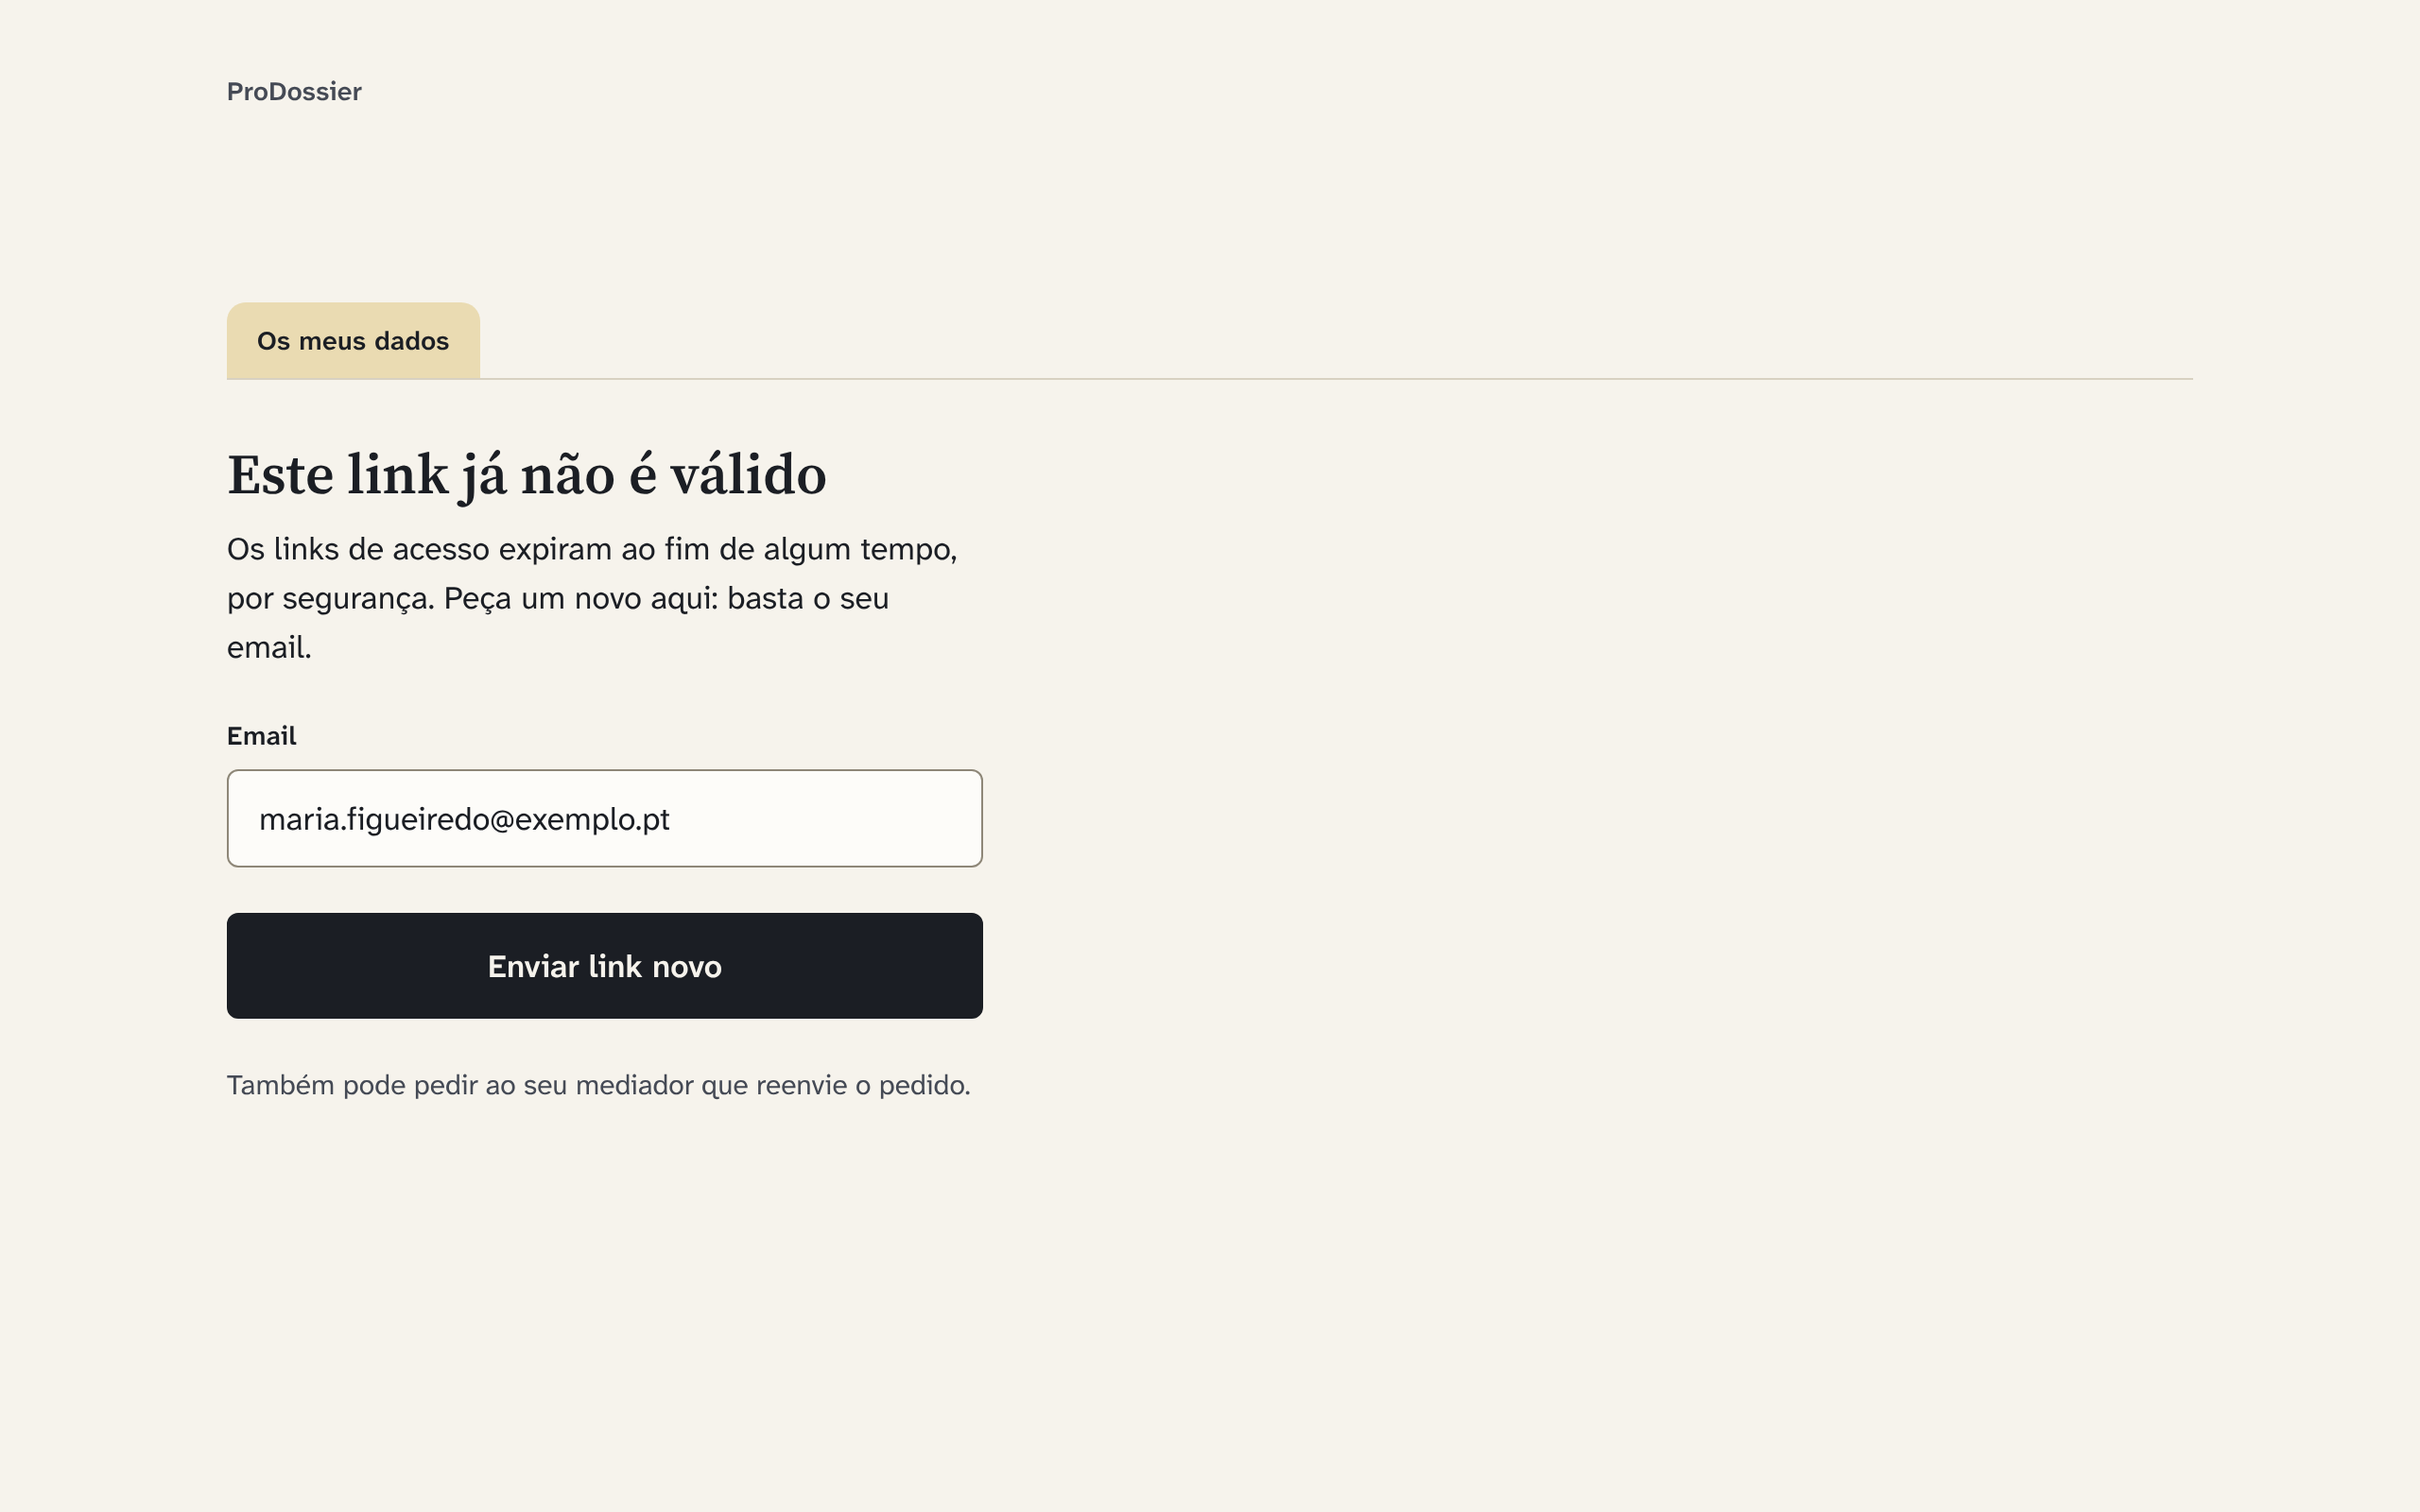 ProDossier
Os meus dados
Este link já não é válido
Os links de acesso expiram ao fim de algum tempo,
por segurança. Peça um novo aqui: basta o seu
email.
Email
maria.figueiredo@exemplo.pt
Enviar link novo
Também pode pedir ao seu mediador que reenvie o pedido.